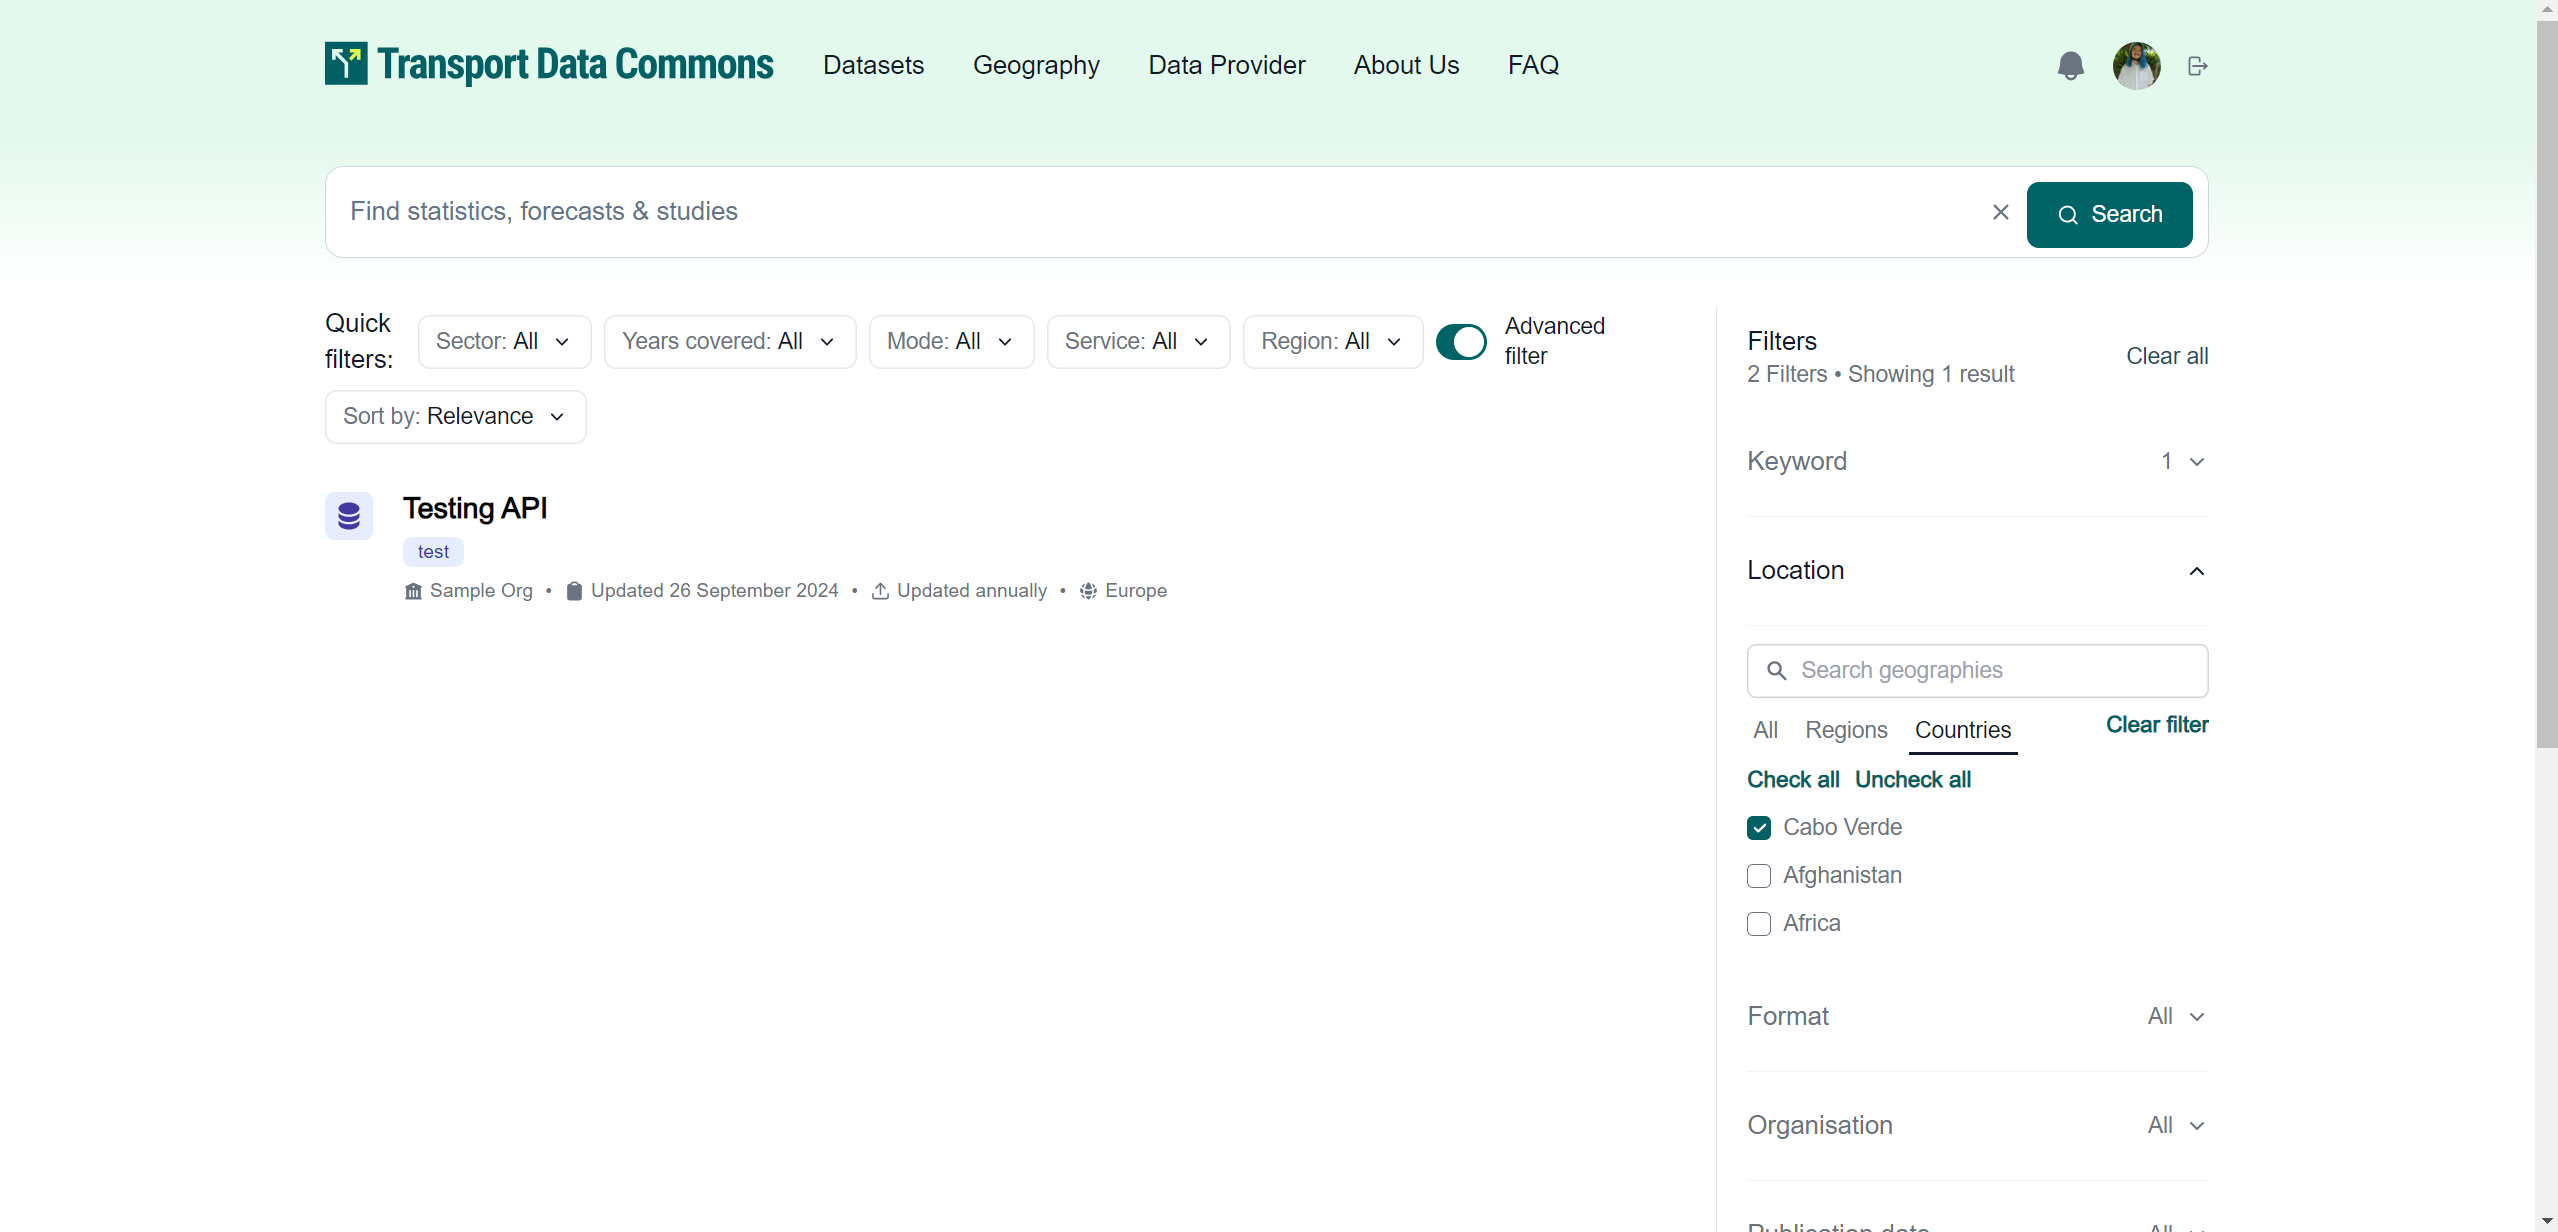 Transport Data Commons
Datasets
Geography
Data Provider
About Us
FAQ
Find statistics, forecasts & studies
Search
Quick
filters:
Sector: All
Years covered: All
Mode: All
Service: All
Region: All
Advanced
filter
Sort by: Relevance
Testing API
test
Sample Org • Updated 26 September 2024 • Updated annually • Europe
Filters
2 Filters • Showing 1 result
Clear all
Keyword 1
Location
Search geographies
All Regions Countries Clear filter
Check all Uncheck all
Cabo Verde
Afghanistan
Africa
Format All
Organisation All
Publication date All